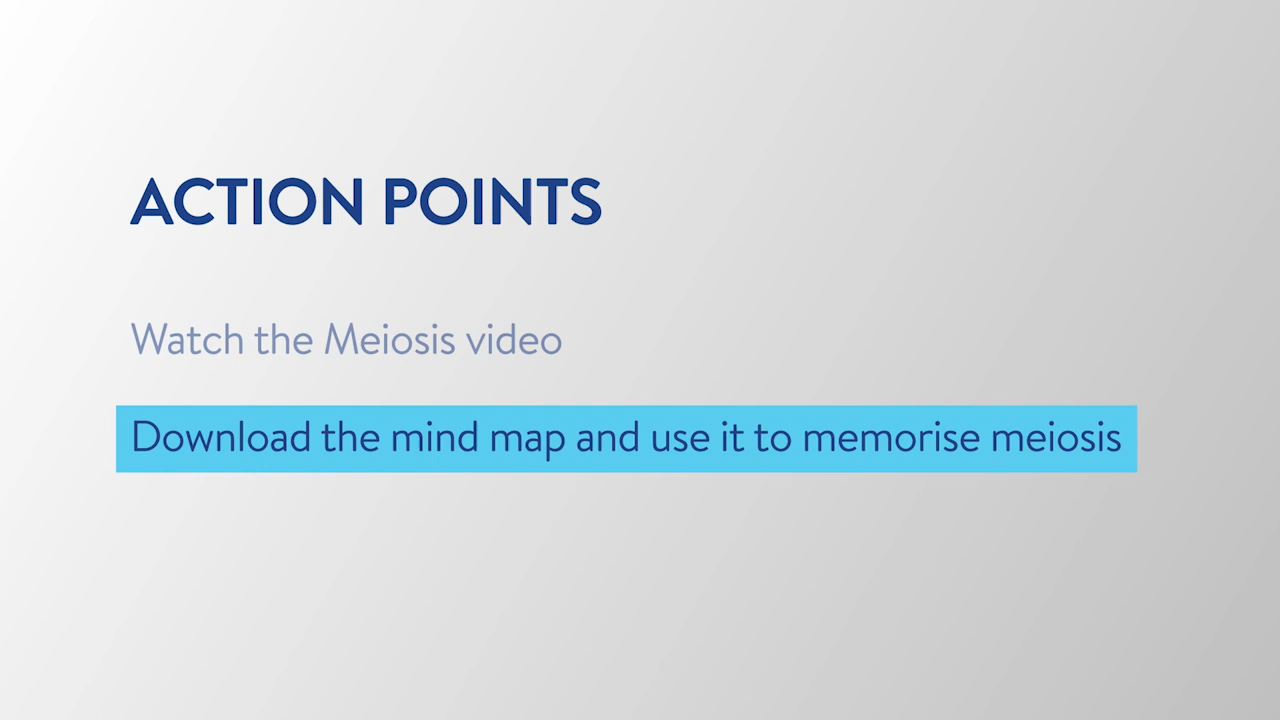 ACTION POINTS
Watch the Meiosis video
Download the mind map and use it to memorise meiosis